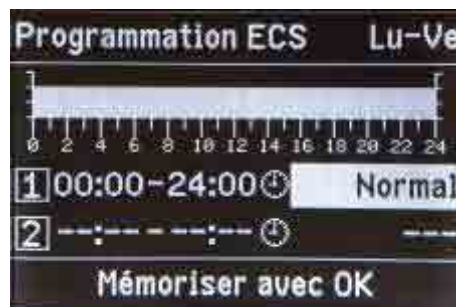 Programmation ECS Lu-Ve
0 2 4 6 8 10 12 14 16 18 20 22 24
1 00:00-24:00 Normal
2 --:-- - --:-- ---
Mémoriser avec OK